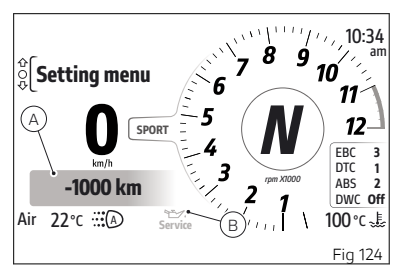 10:34
am
Setting menu
A
0
km/h
SPORT
-1000 km
Air 22°C (A)
Service
B
1
2
3
4
5
6
7
8
9
10
11
12
N
rpm X1000
EBC 3
DTC 1
ABS 2
DWC Off
100°C
Fig 124